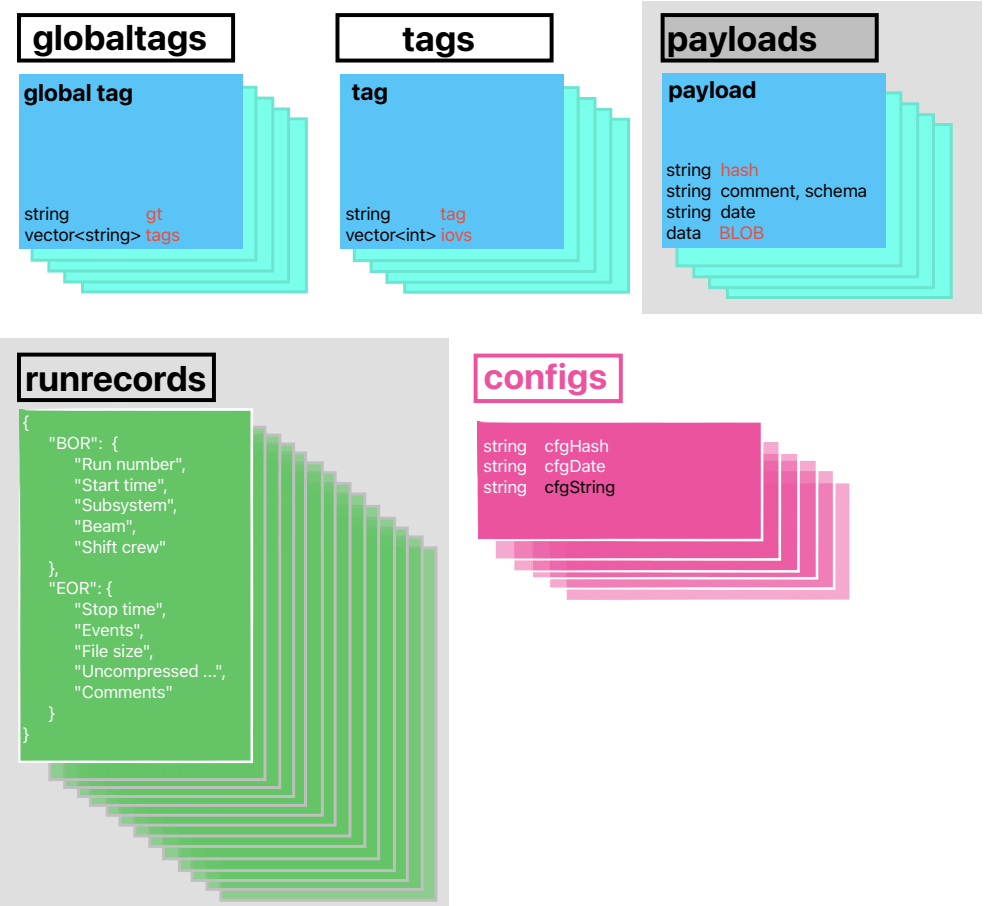 globaltags
global tag
string gt
vector<string> tags
tags
tag
string tag
vector<int> iovs
payloads
payload
string hash
string comment, schema
string date
data BLOB
runrecords
{
"BOR": {
"Run number",
"Start time",
"Subsystem",
"Beam",
"Shift crew"
},
"EOR": {
"Stop time",
"Events",
"File size",
"Uncompressed ...",
"Comments"
}
}
configs
string cfgHash
string cfgDate
string cfgString